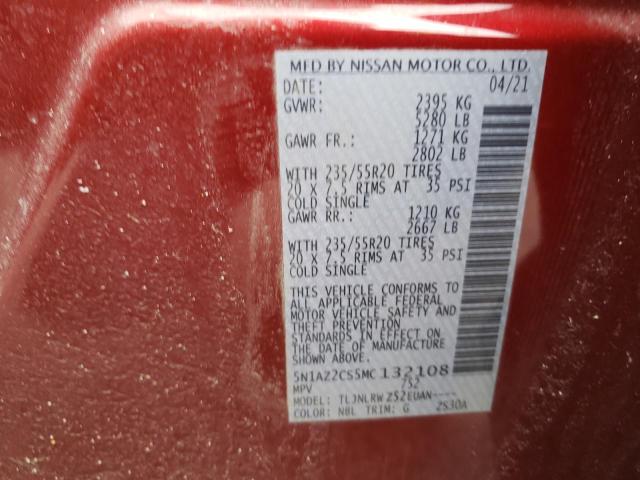 MFD BY NISSAN MOTOR CO., LTD.
DATE: 04/21
GVWR: 2395 KG
5280 LB
GAWR FR.: 1271 KG
2802 LB
WITH 235/55R20 TIRES
20 X 7.5 RIMS AT 35 PSI
COLD SINGLE
GAWR RR.: 1210 KG
2667 LB
WITH 235/55R20 TIRES
20 X 7.5 RIMS AT 35 PSI
COLD SINGLE
THIS VEHICLE CONFORMS TO
ALL APPLICABLE FEDERAL
MOTOR VEHICLE SAFETY AND
THEFT PREVENTION
STANDARDS IN EFFECT ON
THE DATE OF MANUFACTURE
SHOWN ABOVE.
5N1AZ2CS5MC132108
MPV /52
MODEL: TLJNLRW Z52EUAN----
COLOR: NBL TRIM: G 2S30A